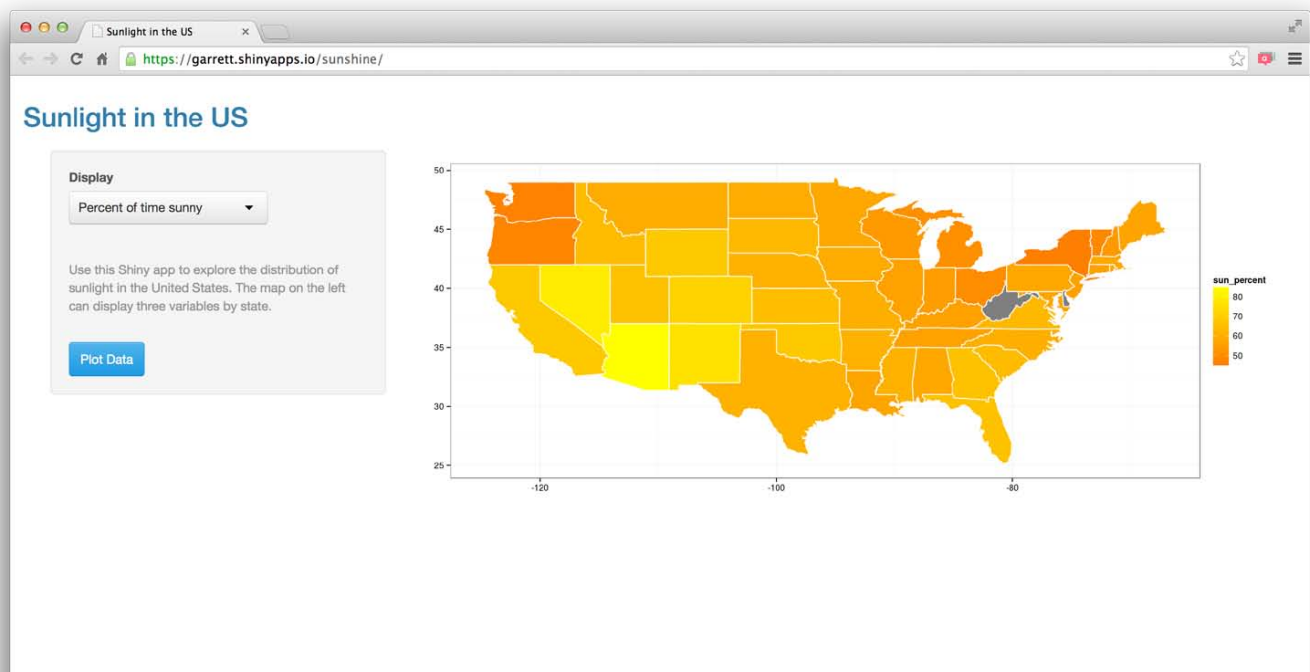 Sunlight in the US
https://garrett.shinyapps.io/sunshine/
Sunlight in the US
Display
Percent of time sunny
Use this Shiny app to explore the distribution of
sunlight in the United States. The map on the left
can display three variables by state.
Plot Data
50
45
40
35
30
25
-120
-100
-80
sun_percent
80
70
60
50